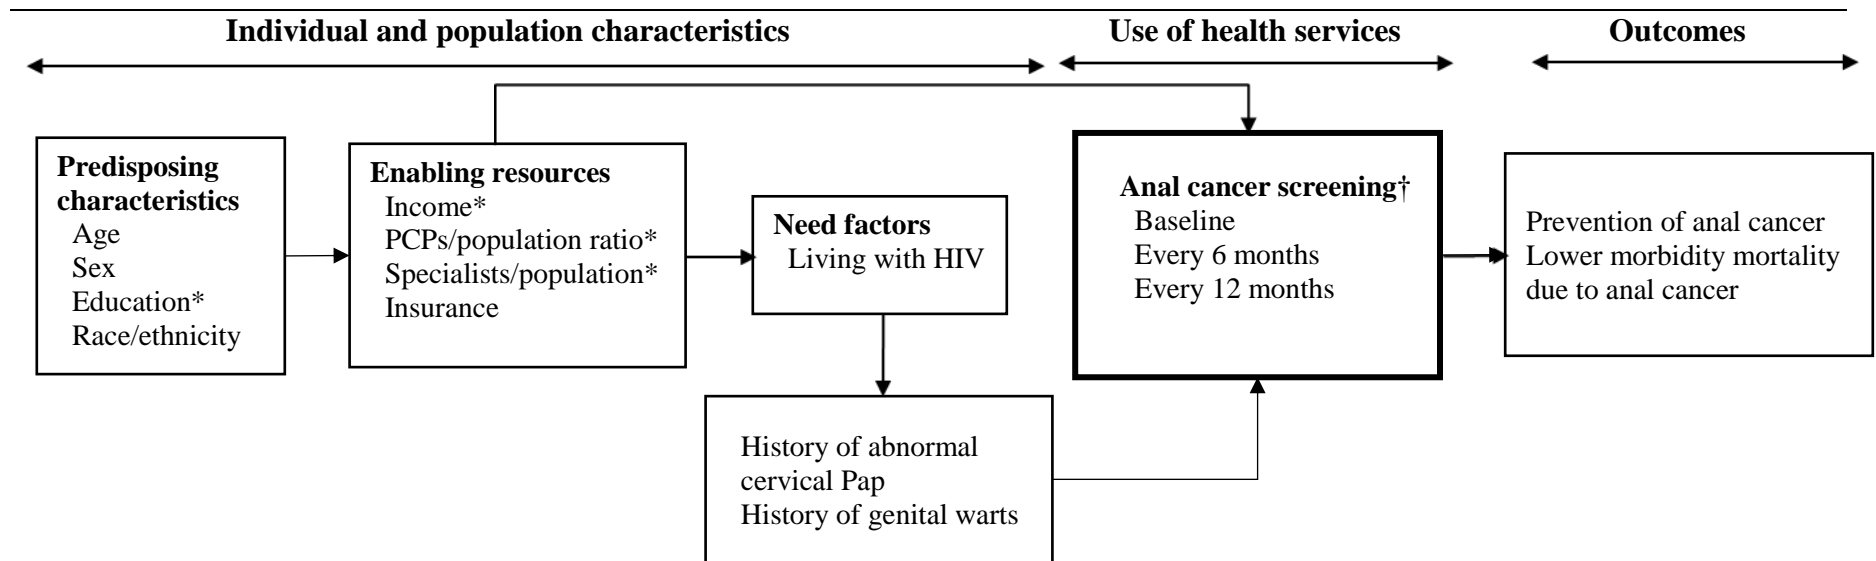 Individual and population characteristics
Use of health services
Outcomes
Predisposing
characteristics
Age
Sex
Education*
Race/ethnicity
Enabling resources
Income*
PCPs/population ratio*
Specialists/population*
Insurance
Need factors
Living with HIV
History of abnormal
cervical Pap
History of genital warts
Anal cancer screening†
Baseline
Every 6 months
Every 12 months
Prevention of anal cancer
Lower morbidity mortality
due to anal cancer